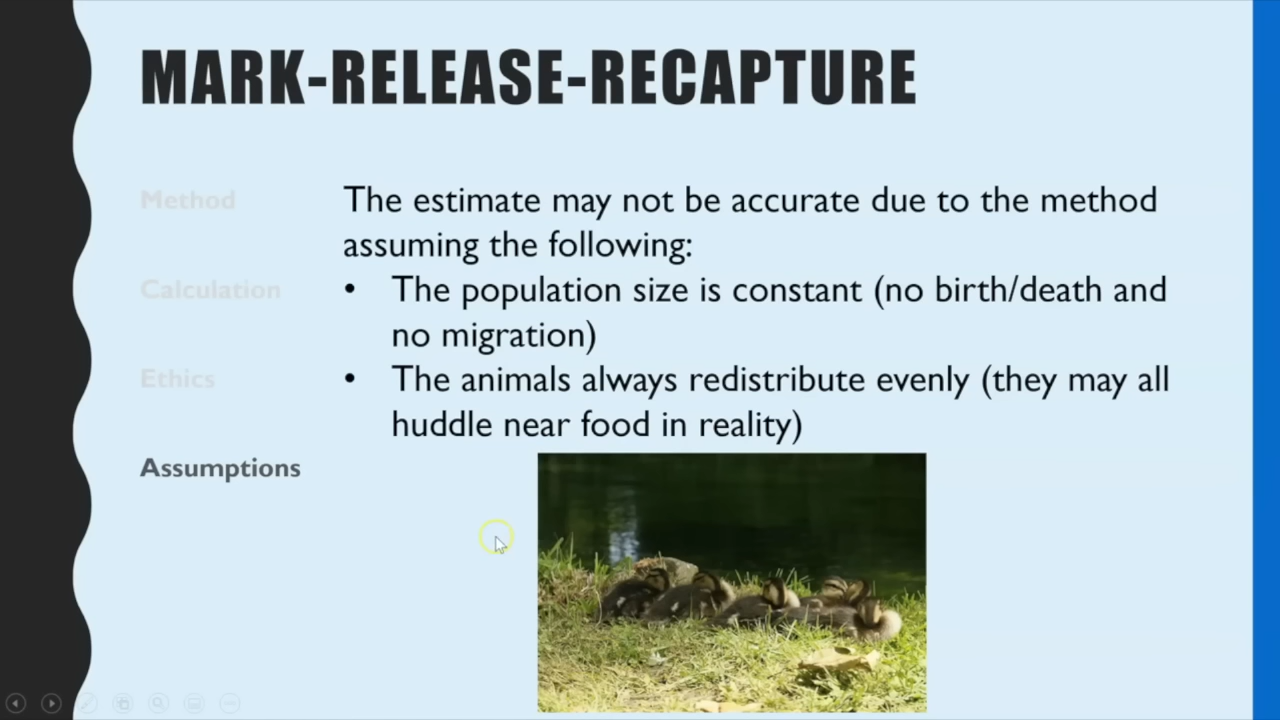 MARK-RELEASE-RECAPTURE
Method
Calculation
Ethics
Assumptions
The estimate may not be accurate due to the method
assuming the following:
• The population size is constant (no birth/death and
no migration)
• The animals always redistribute evenly (they may all
huddle near food in reality)